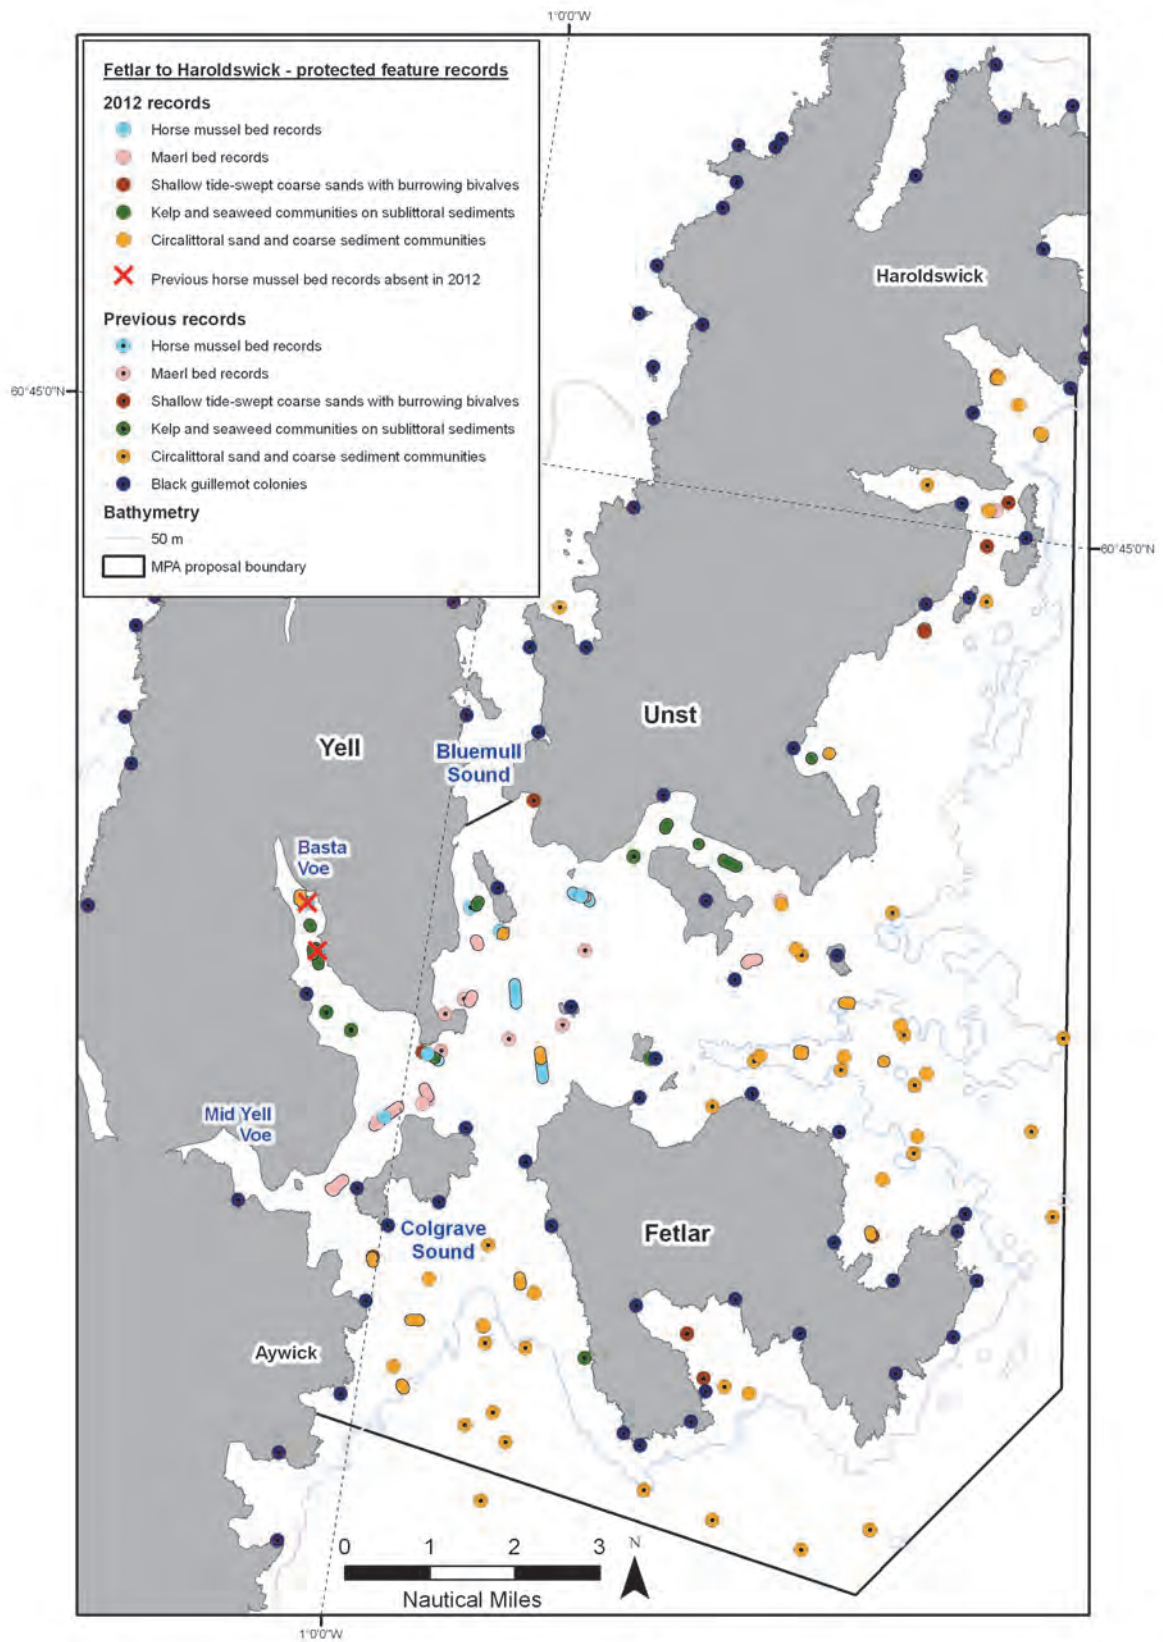 1°0'0"W
Fetlar to Haroldswick - protected feature records
2012 records
Horse mussel bed records
Maerl bed records
Shallow tide-swept coarse sands with burrowing bivalves
Kelp and seaweed communities on sublittoral sediments
Circalittoral sand and coarse sediment communities
Previous horse mussel bed records absent in 2012
Previous records
Horse mussel bed records
Maerl bed records
Shallow tide-swept coarse sands with burrowing bivalves
Kelp and seaweed communities on sublittoral sediments
Circalittoral sand and coarse sediment communities
Black guillemot colonies
Bathymetry
50 m
MPA proposal boundary
Haroldswick
60°45'0"N
60°45'0"N
Unst
Yell
Bluemull
Sound
Basta
Voe
Mid Yell
Voe
Colgrave
Sound
Fetlar
Aywick
0 1 2 3
Nautical Miles
N
1°0'0"W